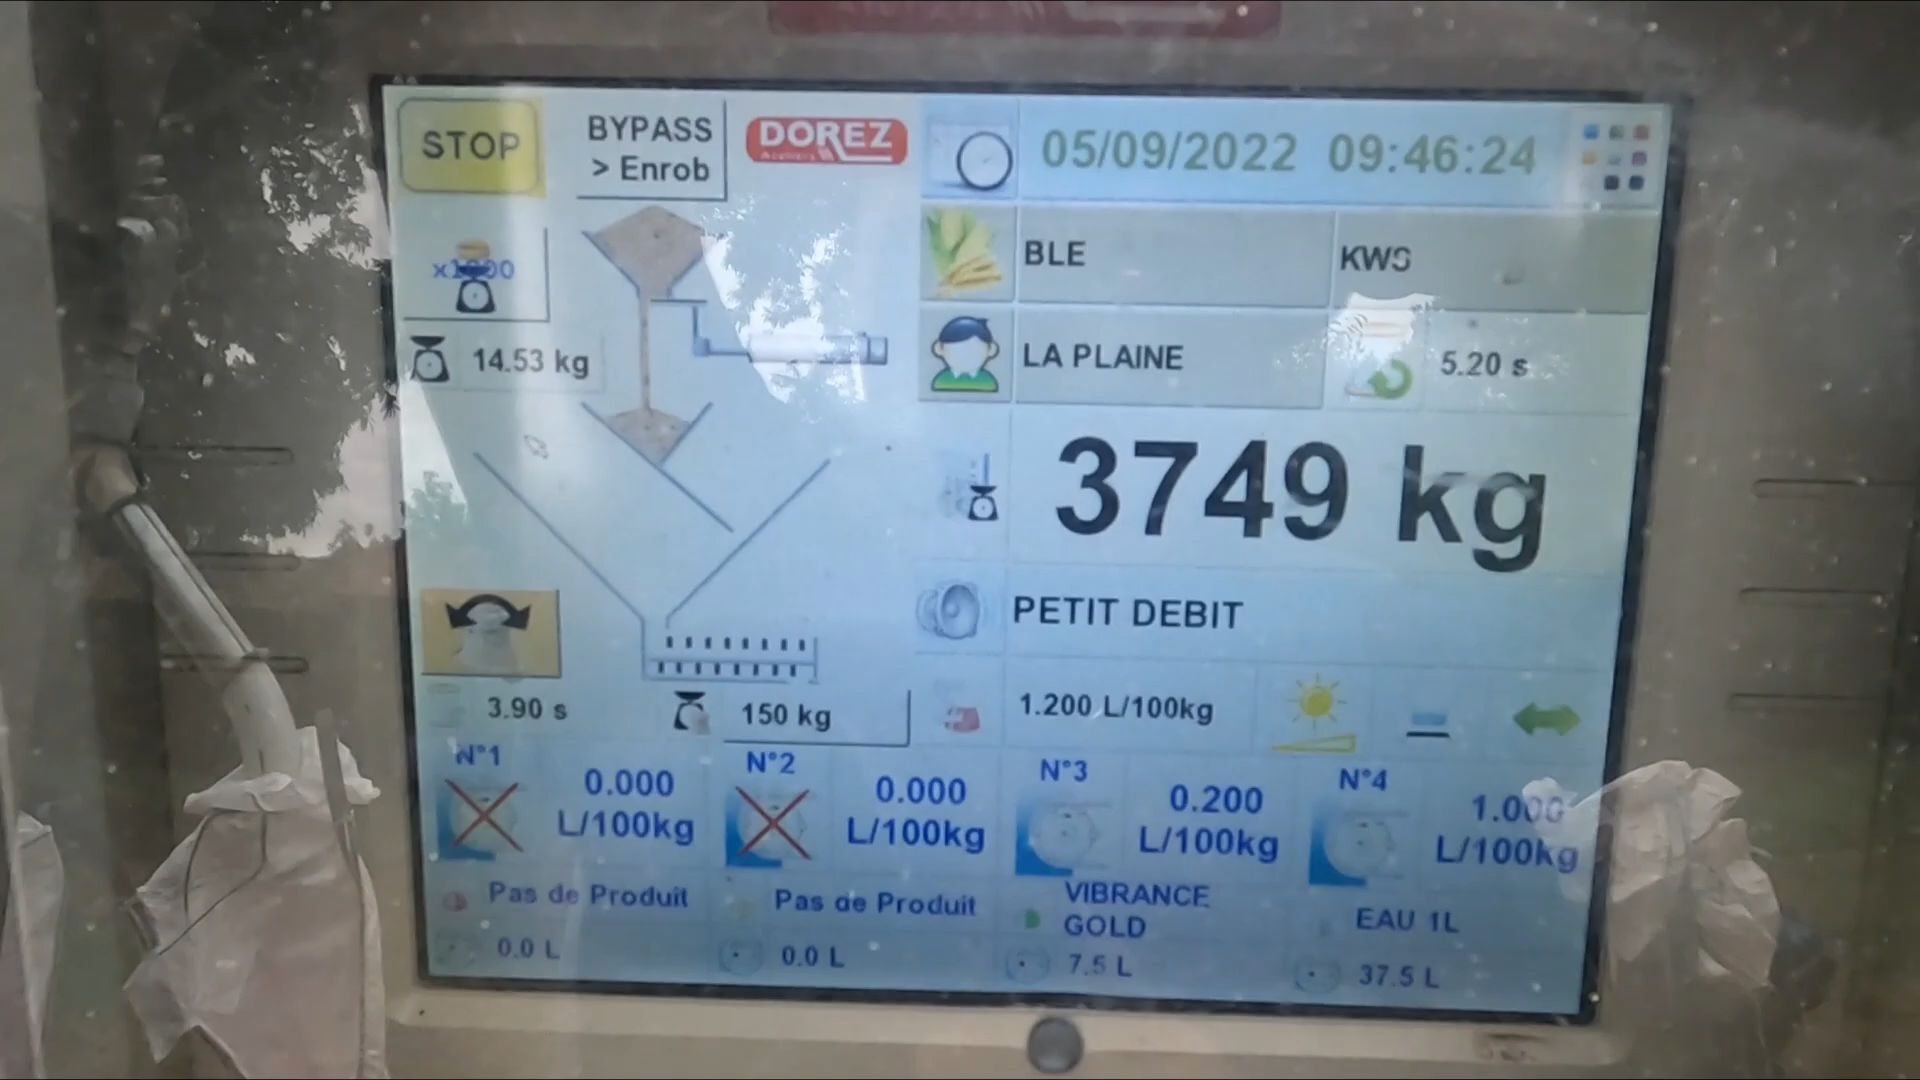 STOP
BYPASS
> Enrob
DOREZ
05/09/2022 09:46:24
BLE
KWS
14.53 kg
LA PLAINE
5.20 s
3749 kg
PETIT DEBIT
3.90 s
150 kg
1.200 L/100kg
N°1
0.000
L/100kg
N°2
0.000
L/100kg
N°3
0.200
L/100kg
N°4
1.000
L/100kg
Pas de Produit
Pas de Produit
VIBRANCE
GOLD
EAU 1L
0.0 L
0.0 L
7.5 L
37.5 L